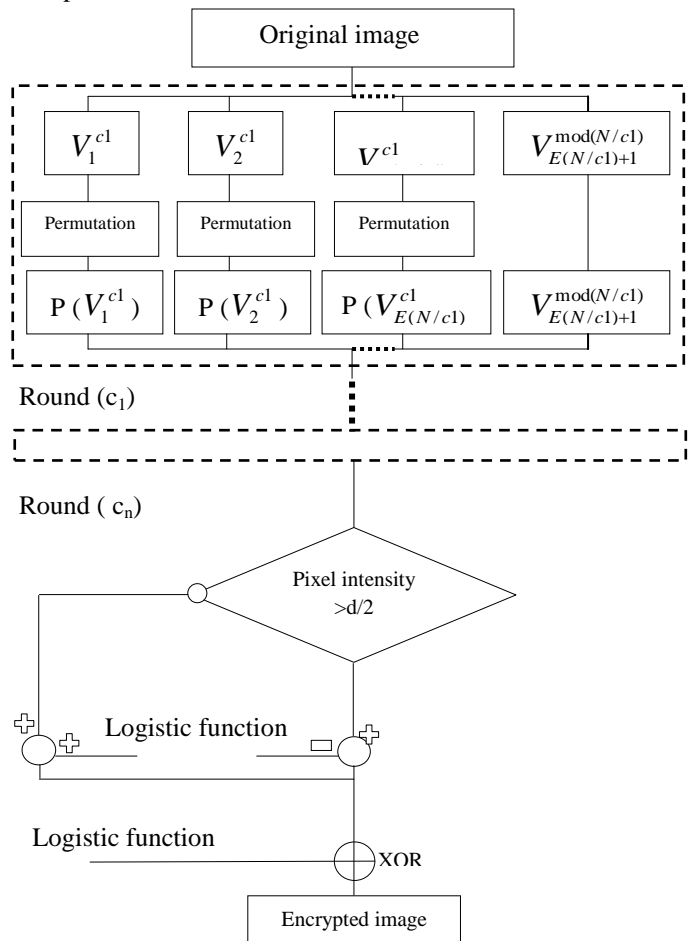 Original image
V_1^{c1} V_2^{c1} V^{c1} V_{E(N/c1)+1}^{mod(N/c1)}
Permutation Permutation Permutation
P (V_1^{c1}) P (V_2^{c1}) P (V_{E(N/c1)}^{c1} V_{E(N/c1)+1}^{mod(N/c1)}
Round (c_1)
Round ( c_n)
Pixel intensity
>d/2
Logistic function
Logistic function
XOR
Encrypted image